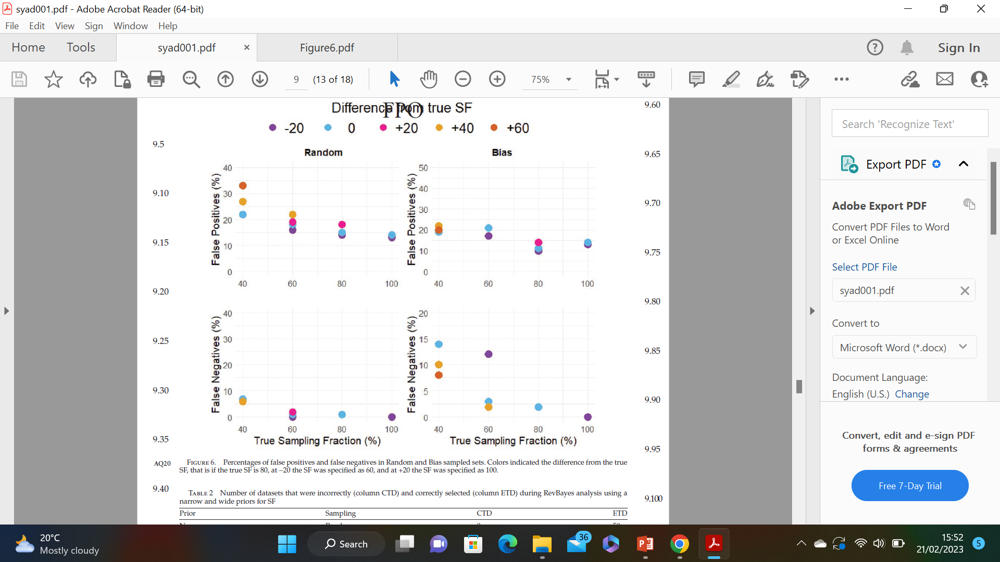 syad001.pdf - Adobe Acrobat Reader (64-bit)
File Edit View Sign Window Help
Home Tools syad001.pdf × Figure6.pdf Sign In
9 (13 of 18) 75%
Difference from true SF
FPO
-20 0 +20 +40 +60
Random
False Positives (%)
40
30
20
10
0
40 60 80 100
Bias
False Positives (%)
50
40
30
20
10
0
40 60 80 100
False Negatives (%)
40
30
20
10
0
40 60 80 100
True Sampling Fraction (%)
False Negatives (%)
20
15
10
5
0
40 60 80 100
True Sampling Fraction (%)
9.5
9.10
9.15
9.20
9.25
9.30
9.35
AQ20
9.40
9.60
9.65
9.70
9.75
9.80
9.85
9.90
9.95
9.100
FIGURE 6. Percentages of false positives and false negatives in Random and Bias sampled sets. Colors indicated the difference from the true
SF, that is if the true SF is 80, at –20 the SF was specified as 60, and at +20 the SF was specified as 100.
TABLE 2 Number of datasets that were incorrectly (column CTD) and correctly selected (column ETD) during RevBayes analysis using a
narrow and wide priors for SF
Prior Sampling CTD ETD
Search 'Recognize Text'
Export PDF
Adobe Export PDF
Convert PDF Files to Word
or Excel Online
Select PDF File
syad001.pdf
Convert to
Microsoft Word (*.docx)
Document Language:
English (U.S.) Change
Convert, edit and e-sign PDF
forms & agreements
Free 7-Day Trial
20°C
Mostly cloudy
Search
36
15:52
21/02/2023
5